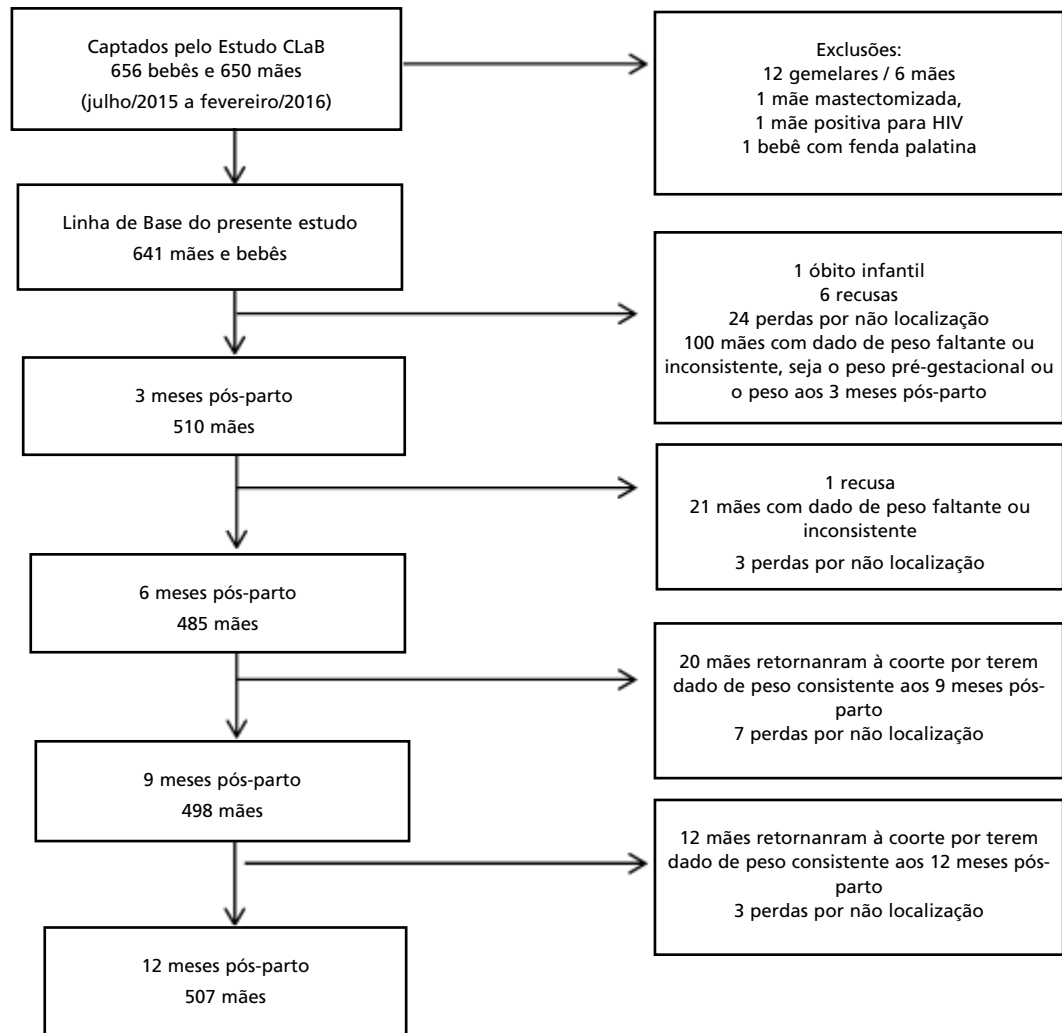 Captados pelo Estudo CLaB
656 bebês e 650 mães
(julho/2015 a fevereiro/2016)
Exclusões:
12 gemelares / 6 mães
1 mãe mastectomizada,
1 mãe positiva para HIV
1 bebê com fenda palatina
Linha de Base do presente estudo
641 mães e bebês
1 óbito infantil
6 recusas
24 perdas por não localização
100 mães com dado de peso faltante ou
inconsistente, seja o peso pré-gestacional ou
o peso aos 3 meses pós-parto
3 meses pós-parto
510 mães
1 recusa
21 mães com dado de peso faltante ou
inconsistente
3 perdas por não localização
6 meses pós-parto
485 mães
20 mães retornanram à coorte por terem
dado de peso consistente aos 9 meses pós-
parto
7 perdas por não localização
9 meses pós-parto
498 mães
12 mães retornanram à coorte por terem
dado de peso consistente aos 12 meses pós-
parto
3 perdas por não localização
12 meses pós-parto
507 mães